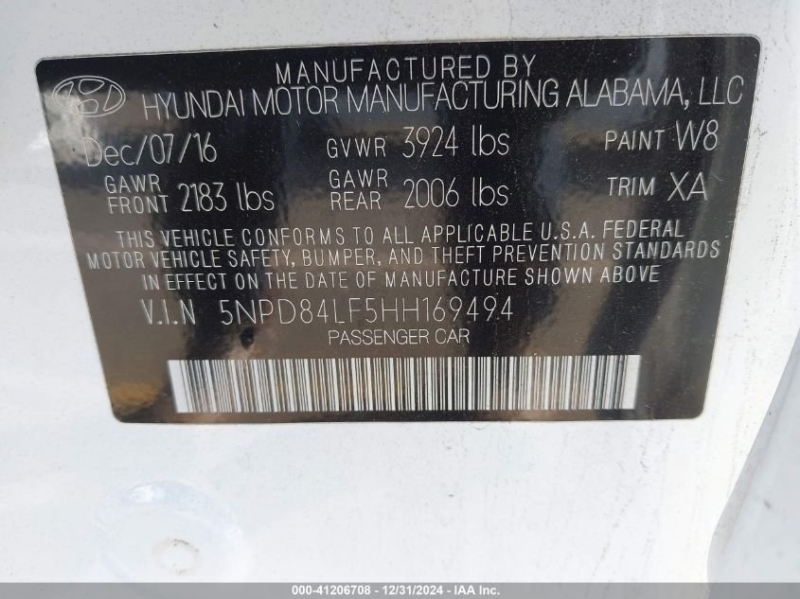 MANUFACTURED BY
HYUNDAI MOTOR MANUFACTURING ALABAMA, LLC
Dec/07/16 GVWR 3924 lbs PAINT W8
GAWR FRONT 2183 lbs GAWR REAR 2006 lbs TRIM XA
THIS VEHICLE CONFORMS TO ALL APPLICABLE U.S.A. FEDERAL
MOTOR VEHICLE SAFETY, BUMPER, AND THEFT PREVENTION STANDARDS
IN EFFECT ON THE DATE OF MANUFACTURE SHOWN ABOVE
V.I.N 5NPD84LF5HH169494
PASSENGER CAR
000-41206708 - 12/31/2024 - IAA Inc.